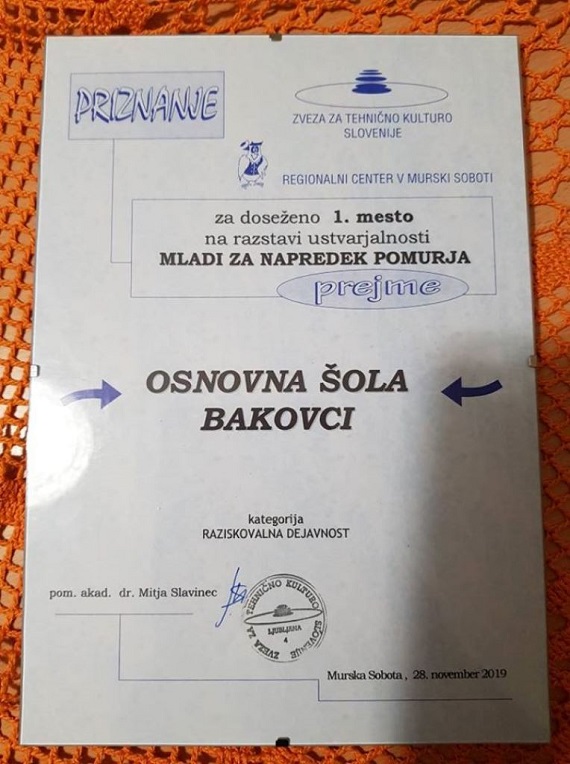 PRIZNANJE
ZVEZA ZA TEHNIČNO KULTURO
SLOVENIJE
REGIONALNI CENTER V MURSKI SOBOTI
za doseženo 1. mesto
na razstavi ustvarjalnosti
MLADI ZA NAPREDEK POMURJA
prejme
OSNOVNA ŠOLA
BAKOVCI
kategorija
RAZISKOVALNA DEJAVNOST
pom. akad. dr. Mitja Slavinec
ZVEZA ZA TEHNIČNO KULTURO SLOVENIJE
LJUBLJANA
4
Murska Sobota, 28. november 2019